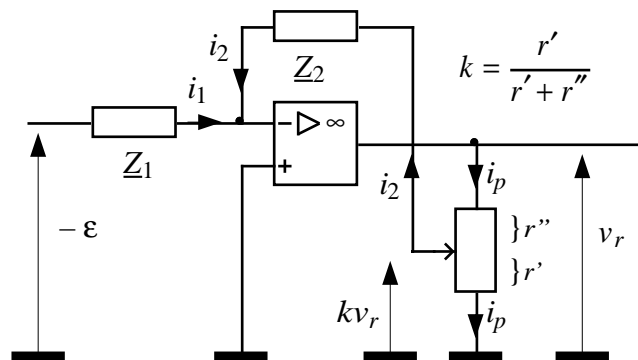 i₂
Z₂
k = r′ / (r′ + r″)
i₁
− ▷ ∞
Z₁
+
i₂
iₚ
− ε
}r”
}r’
vᵣ
kvᵣ
iₚ